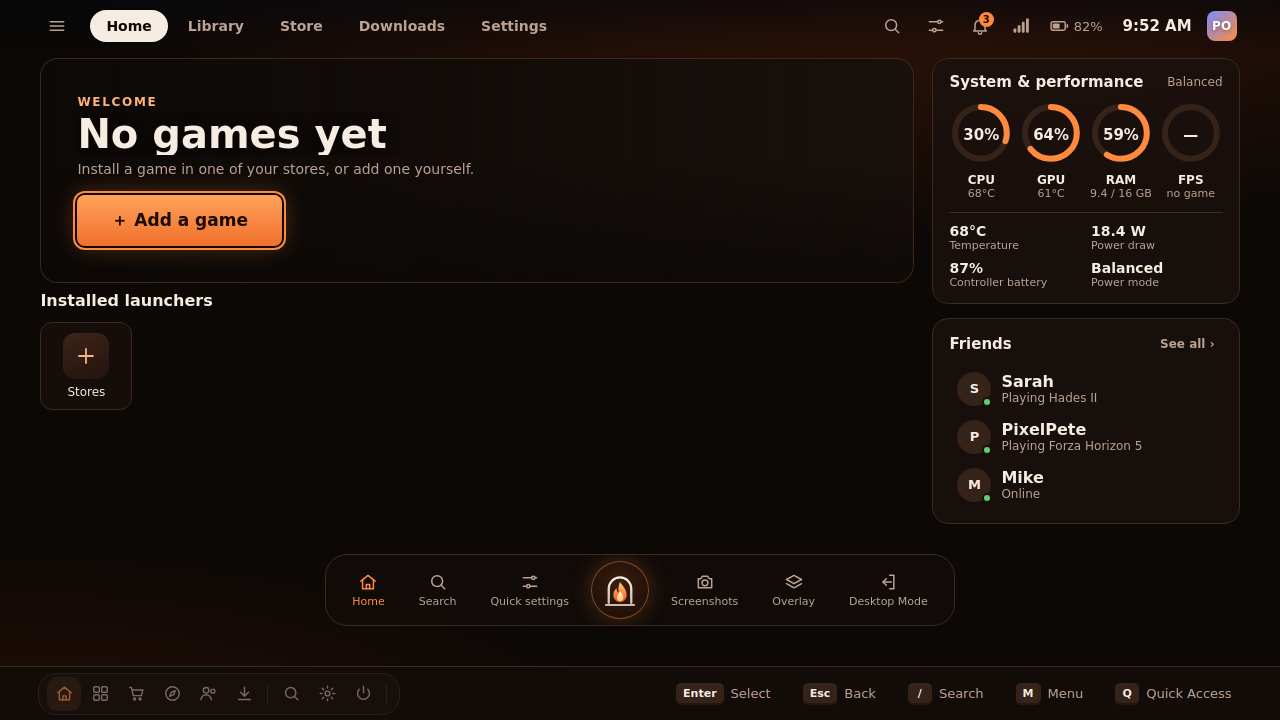 Home
Library
Store
Downloads
Settings
3
82%
9:52 AM
PO
WELCOME
No games yet
Install a game in one of your stores, or add one yourself.
+ Add a game
Installed launchers
Stores
System & performance
Balanced
30%
64%
59%
—
CPU
GPU
RAM
FPS
68°C
61°C
9.4 / 16 GB
no game
68°C
Temperature
18.4 W
Power draw
87%
Controller battery
Balanced
Power mode
Friends
See all ›
S
Sarah
Playing Hades II
P
PixelPete
Playing Forza Horizon 5
M
Mike
Online
Home
Search
Quick settings
Screenshots
Overlay
Desktop Mode
Enter Select
Esc Back
/ Search
M Menu
Q Quick Access